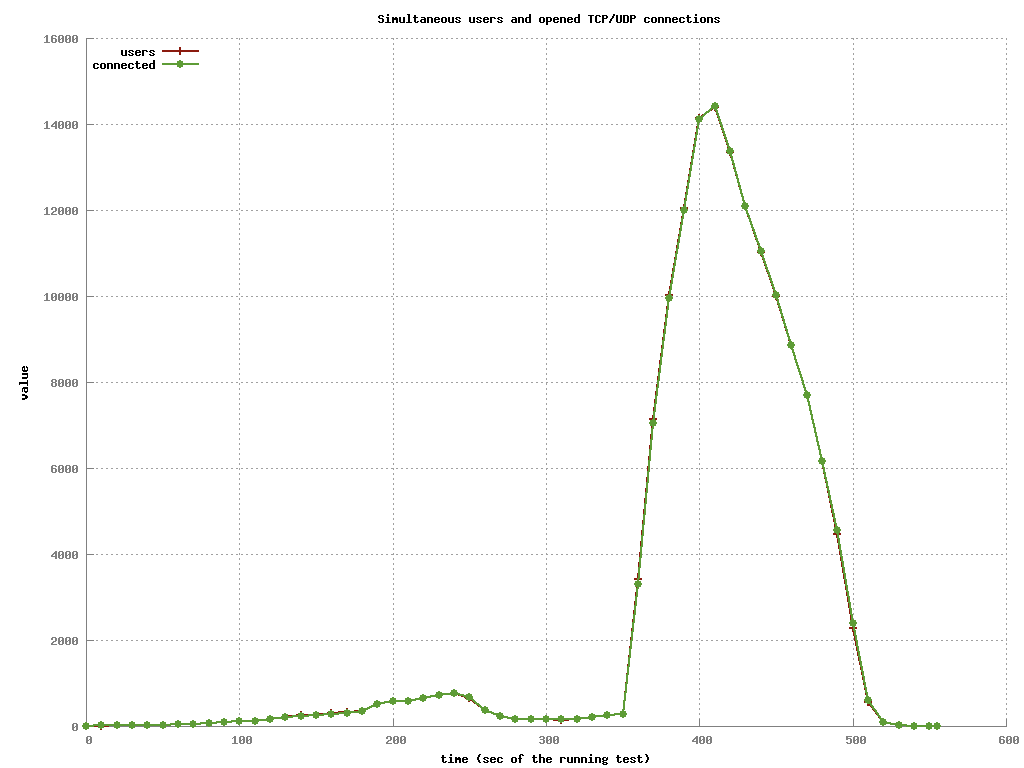 Simultaneous users and opened TCP/UDP connections
users
connected
16000
14000
12000
10000
8000
6000
4000
2000
0
value
0 100 200 300 400 500 600
time (sec of the running test)